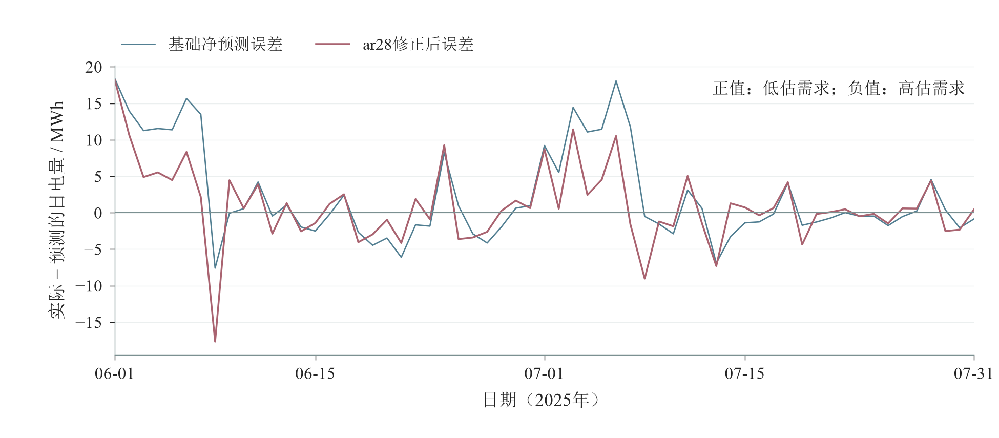 基础净预测误差
ar28修正后误差
正值：低估需求；负值：高估需求
实际 − 预测的日电量 / MWh
20
15
10
5
0
−5
−10
−15
06-01
06-15
07-01
07-15
07-31
日期（2025年）